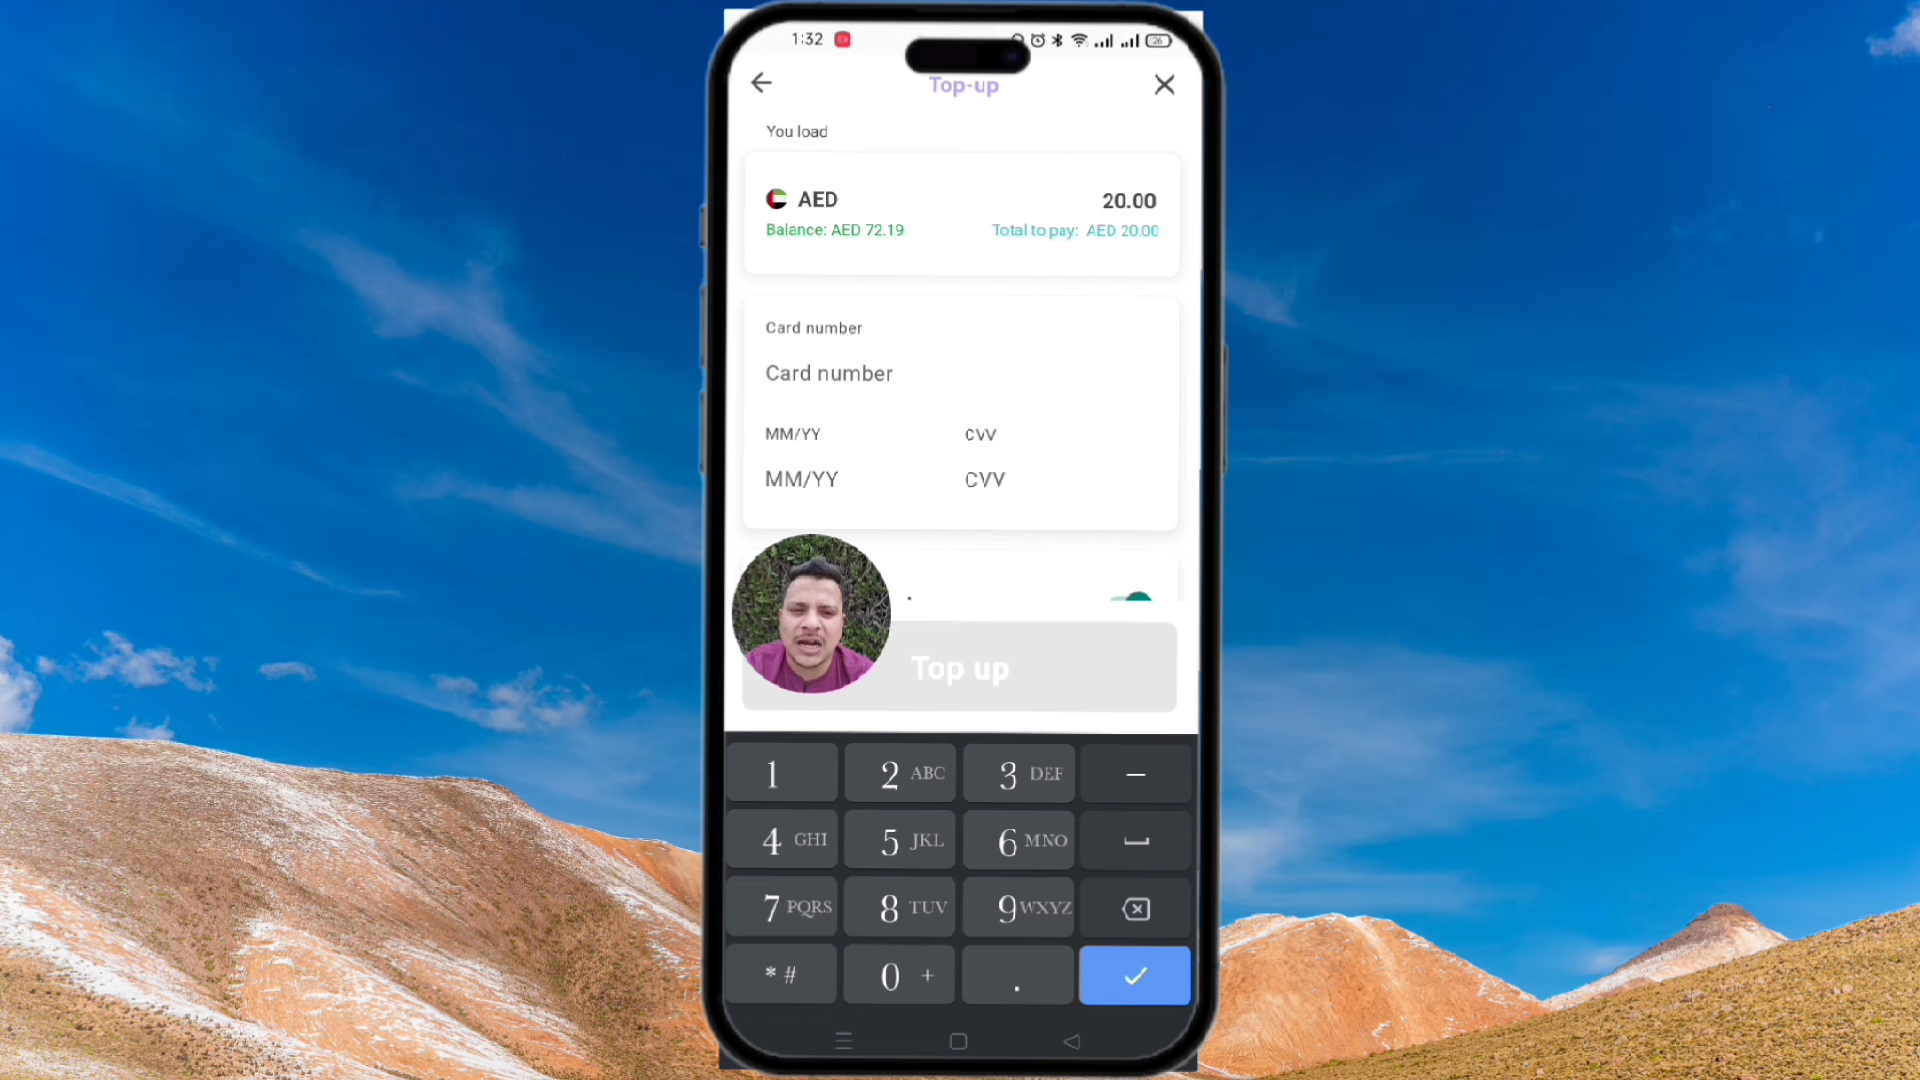 1:32
26
Top-up
You load
AED
20.00
Balance: AED 72.19
Total to pay: AED 20.00
Card number
Card number
MM/YY
CVV
MM/YY
CVV
Top up
1
2 ABC
3 DEF
–
4 GHI
5 JKL
6 MNO
7 PQRS
8 TUV
9 WXYZ
* #
0 +
.